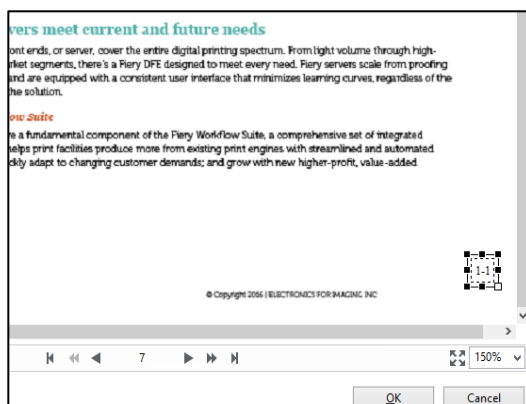 vers meet current and future needs
ont ends, or server, cover the entire digital printing spectrum. From light volume through high-
rket segments, there's a Fiery DFE designed to meet every need. Fiery servers scale from proofing
and are equipped with a consistent user interface that minimizes learning curves, regardless of the
the solution.
ow Suite
re a fundamental component of the Fiery Workflow Suite, a comprehensive set of integrated
helps print facilities produce more from existing print engines with streamlined and automated
ckly adapt to changing customer demands; and grow with new higher-profit, value-added
1-1
© Copyright 2016 | ELECTRONICS FOR IMAGING INC
7
150%
OK
Cancel